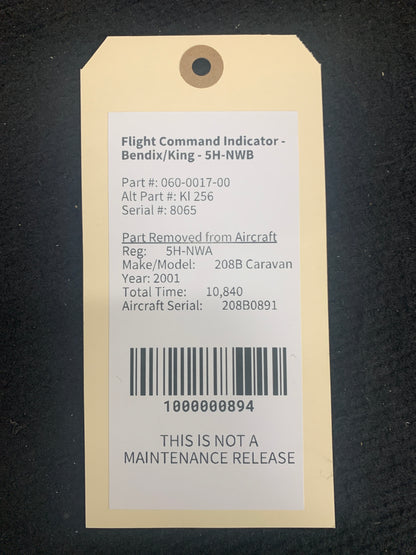 Flight Command Indicator -
Bendix/King - 5H-NWB
Part #: 060-0017-00
Alt Part #: KI 256
Serial #: 8065
Part Removed from Aircraft
Reg: 5H-NWA
Make/Model: 208B Caravan
Year: 2001
Total Time: 10,840
Aircraft Serial: 208B0891
1000000894
THIS IS NOT A
MAINTENANCE RELEASE